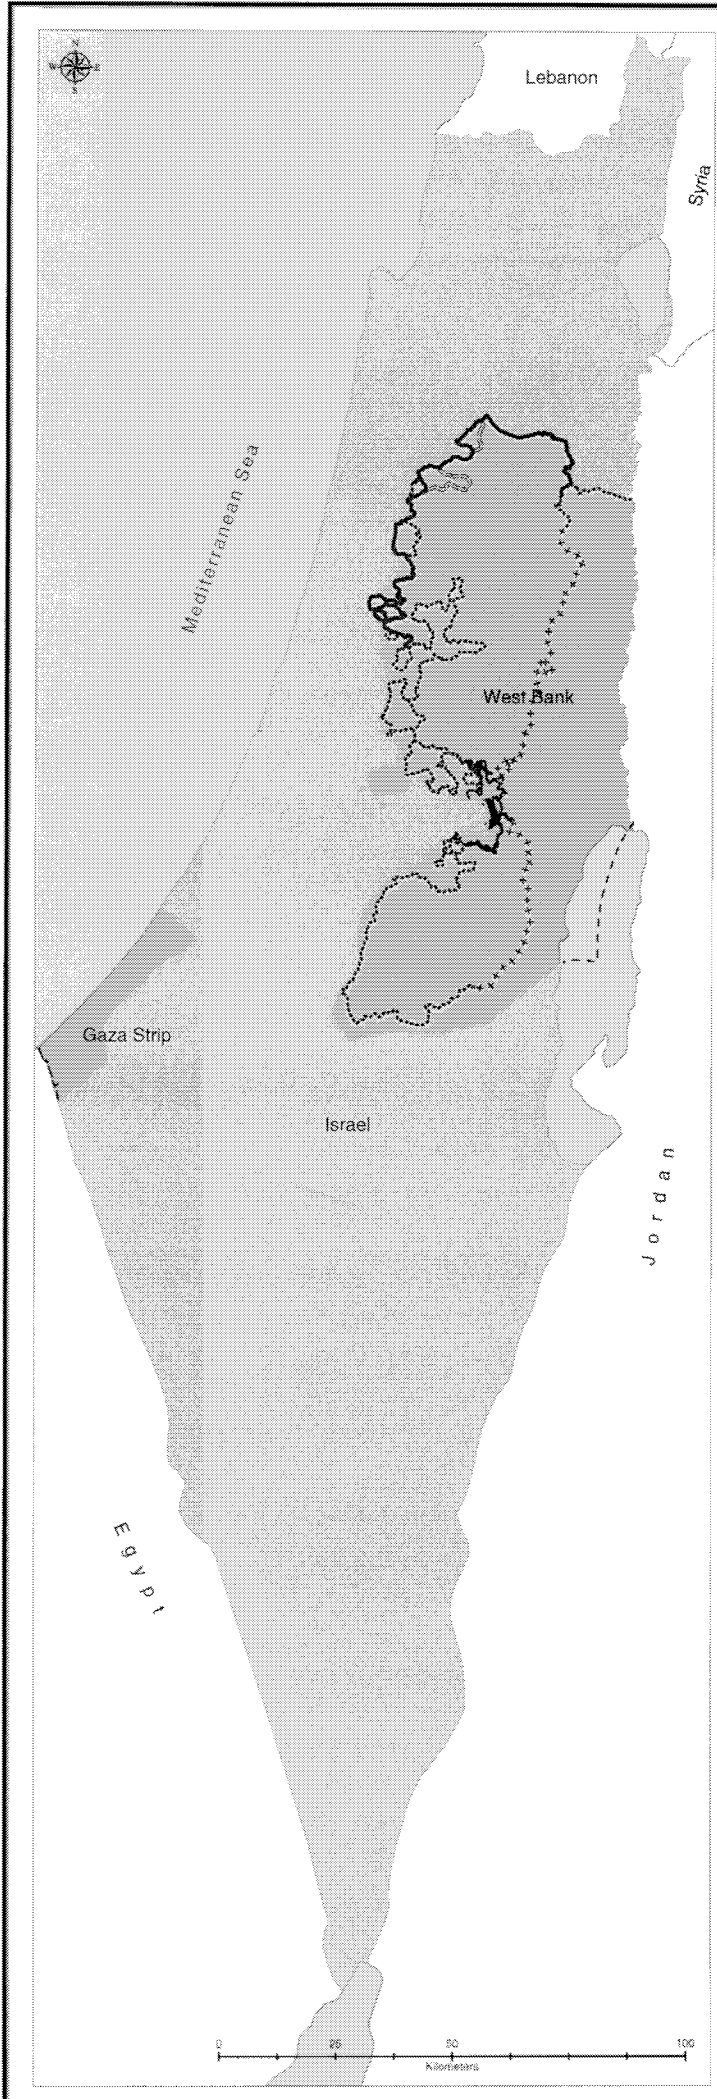 N
W E
S
Lebanon
Syria
Mediterranean Sea
West Bank
Gaza Strip
Israel
Jordan
Egypt
0 25 50 100
Kilometers